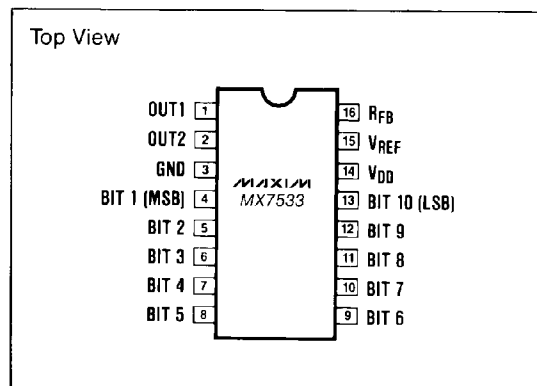 Top View
OUT1 1
OUT2 2
GND 3
BIT 1 (MSB) 4
BIT 2 5
BIT 3 6
BIT 4 7
BIT 5 8
MAXIM
MX7533
16 RFB
15 VREF
14 VDD
13 BIT 10 (LSB)
12 BIT 9
11 BIT 8
10 BIT 7
9 BIT 6